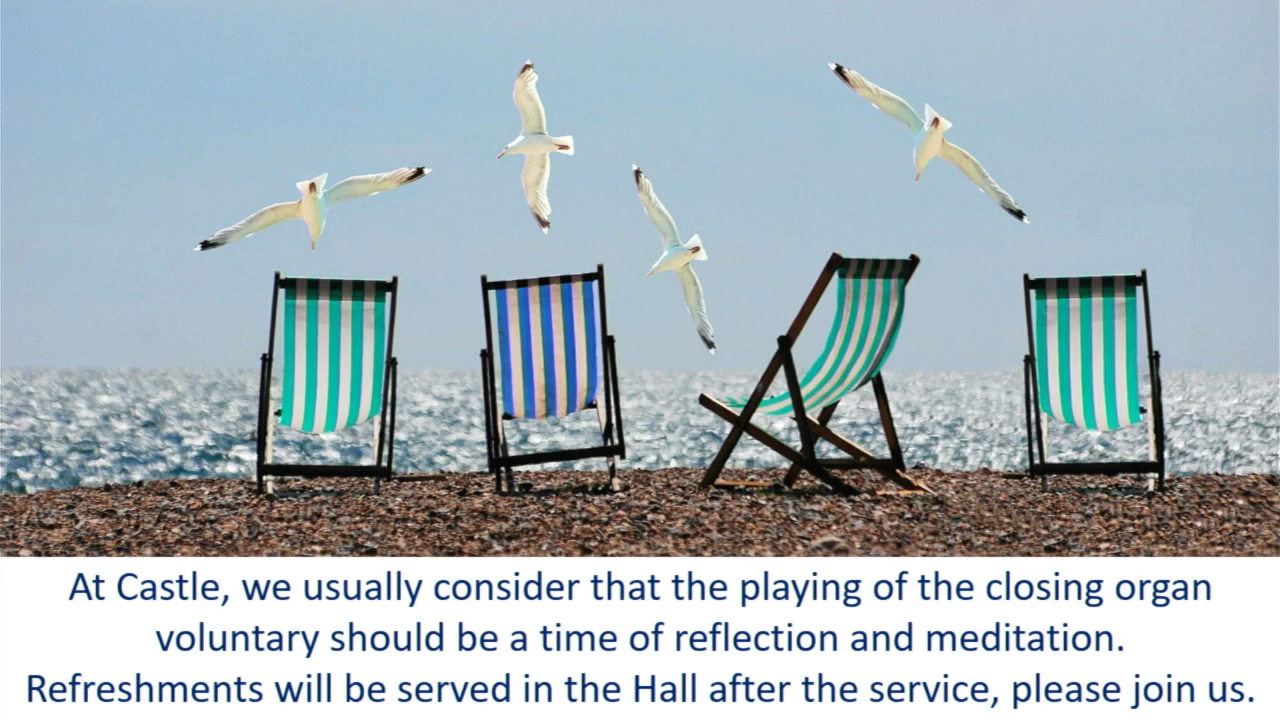 At Castle, we usually consider that the playing of the closing organ
voluntary should be a time of reflection and meditation.
Refreshments will be served in the Hall after the service, please join us.